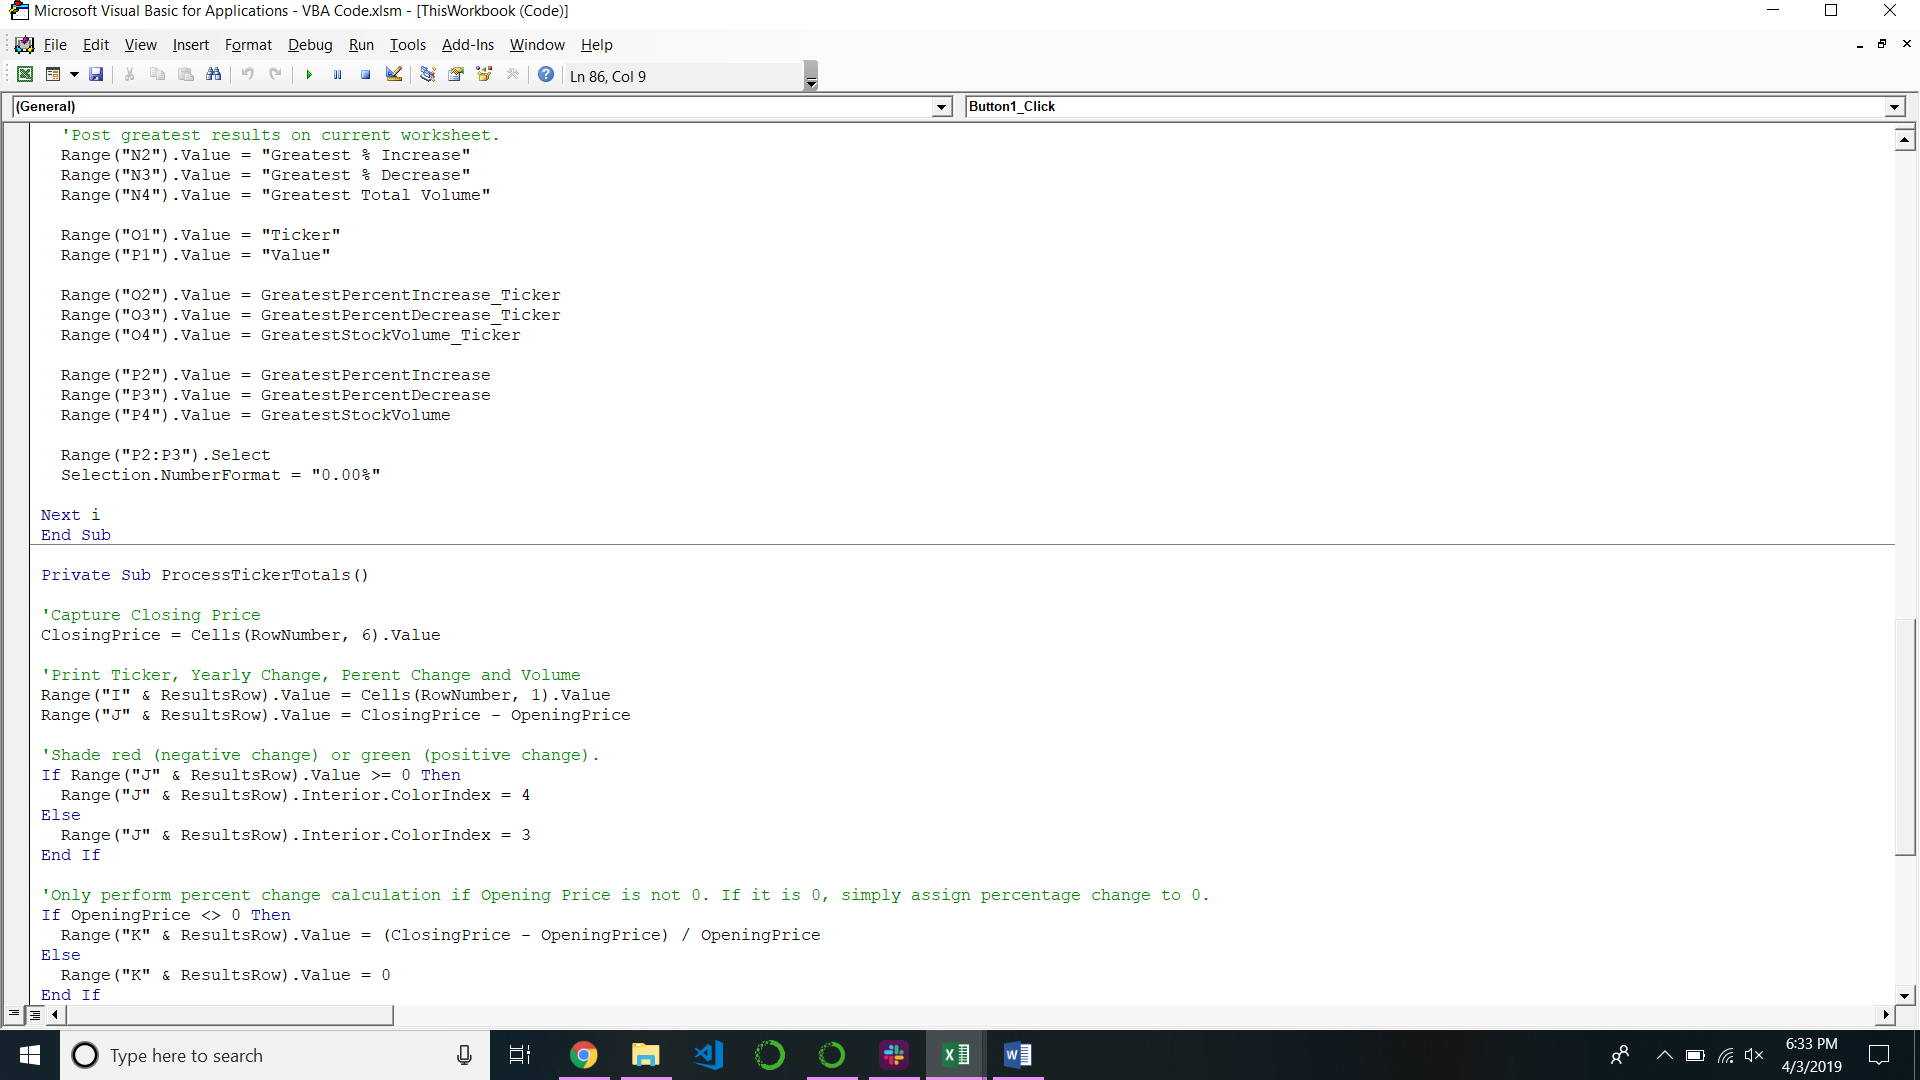 Microsoft Visual Basic for Applications - VBA Code.xlsm - [ThisWorkbook (Code)]
File Edit View Insert Format Debug Run Tools Add-Ins Window Help
Ln 86, Col 9
(General) Button1_Click
'Post greatest results on current worksheet.
Range("N2").Value = "Greatest % Increase"
Range("N3").Value = "Greatest % Decrease"
Range("N4").Value = "Greatest Total Volume"
Range("O1").Value = "Ticker"
Range("P1").Value = "Value"
Range("O2").Value = GreatestPercentIncrease_Ticker
Range("O3").Value = GreatestPercentDecrease_Ticker
Range("O4").Value = GreatestStockVolume_Ticker
Range("P2").Value = GreatestPercentIncrease
Range("P3").Value = GreatestPercentDecrease
Range("P4").Value = GreatestStockVolume
Range("P2:P3").Select
Selection.NumberFormat = "0.00%"
Next i
End Sub
Private Sub ProcessTickerTotals()
'Capture Closing Price
ClosingPrice = Cells(RowNumber, 6).Value
'Print Ticker, Yearly Change, Perent Change and Volume
Range("I" & ResultsRow).Value = Cells(RowNumber, 1).Value
Range("J" & ResultsRow).Value = ClosingPrice - OpeningPrice
'Shade red (negative change) or green (positive change).
If Range("J" & ResultsRow).Value >= 0 Then
Range("J" & ResultsRow).Interior.ColorIndex = 4
Else
Range("J" & ResultsRow).Interior.ColorIndex = 3
End If
'Only perform percent change calculation if Opening Price is not 0. If it is 0, simply assign percentage change to 0.
If OpeningPrice <> 0 Then
Range("K" & ResultsRow).Value = (ClosingPrice - OpeningPrice) / OpeningPrice
Else
Range("K" & ResultsRow).Value = 0
End If
Type here to search
6:33 PM
4/3/2019